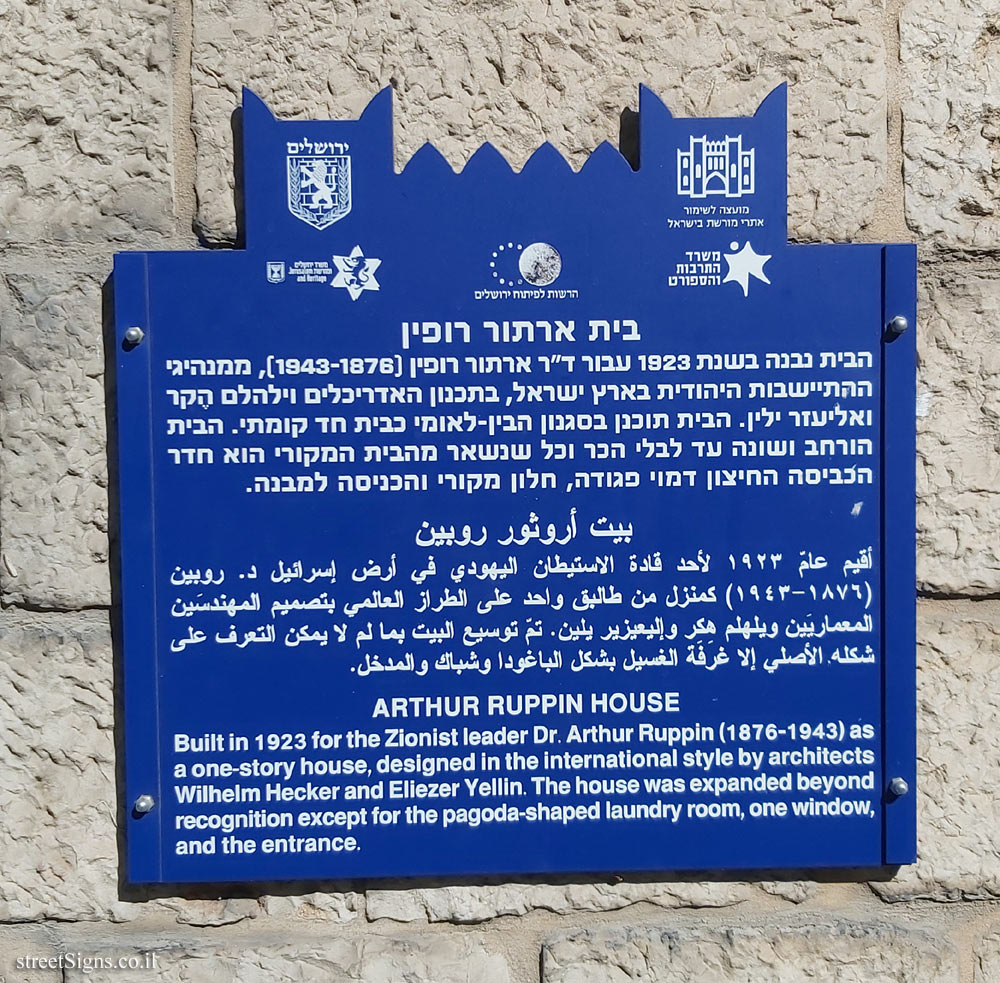 ירושלים
מועצה לשימור
אתרי מורשת בישראל
משרד ירושלים
ומורשת
Jerusalem
and Heritage
הרשות לפיתוח ירושלים
משרד
התרבות
והספורט
בית ארתור רופין
הבית נבנה בשנת 1923 עבור ד"ר ארתור רופין (1943-1876), ממנהיגי
ההתיישבות היהודית בארץ ישראל, בתכנון האדריכלים וילהלם הֶקר
ואליעזר ילין. הבית תוכנן בסגנון הבין-לאומי כבית חד קומתי. הבית
הורחב ושונה עד לבלי הכר וכל שנשאר מהבית המקורי הוא חדר
הכביסה החיצון דמוי פגודה, חלון מקורי והכניסה למבנה.
بيت أروثور روبين
أقيم عامّ ١٩٢٣ لأحد قادة الاستيطان اليهودي في أرض إسرائيل د. روبين
(١٨٧٦-١٩٤٣) كمنزل من طالبق واحد على الطراز العالمي بتصميم المهندسَين
المعماريَين ويلهلم هكر وإليعيزير يلين. تمّ توسيع البيت بما لم لا يمكن التعرف على
شكله الأصلي إلا غرَفَة الغسيل بشكل الباغودا وشباك والمدخل.
ARTHUR RUPPIN HOUSE
Built in 1923 for the Zionist leader Dr. Arthur Ruppin (1876-1943) as
a one-story house, designed in the international style by architects
Wilhelm Hecker and Eliezer Yellin. The house was expanded beyond
recognition except for the pagoda-shaped laundry room, one window,
and the entrance.
streetSigns.co.il